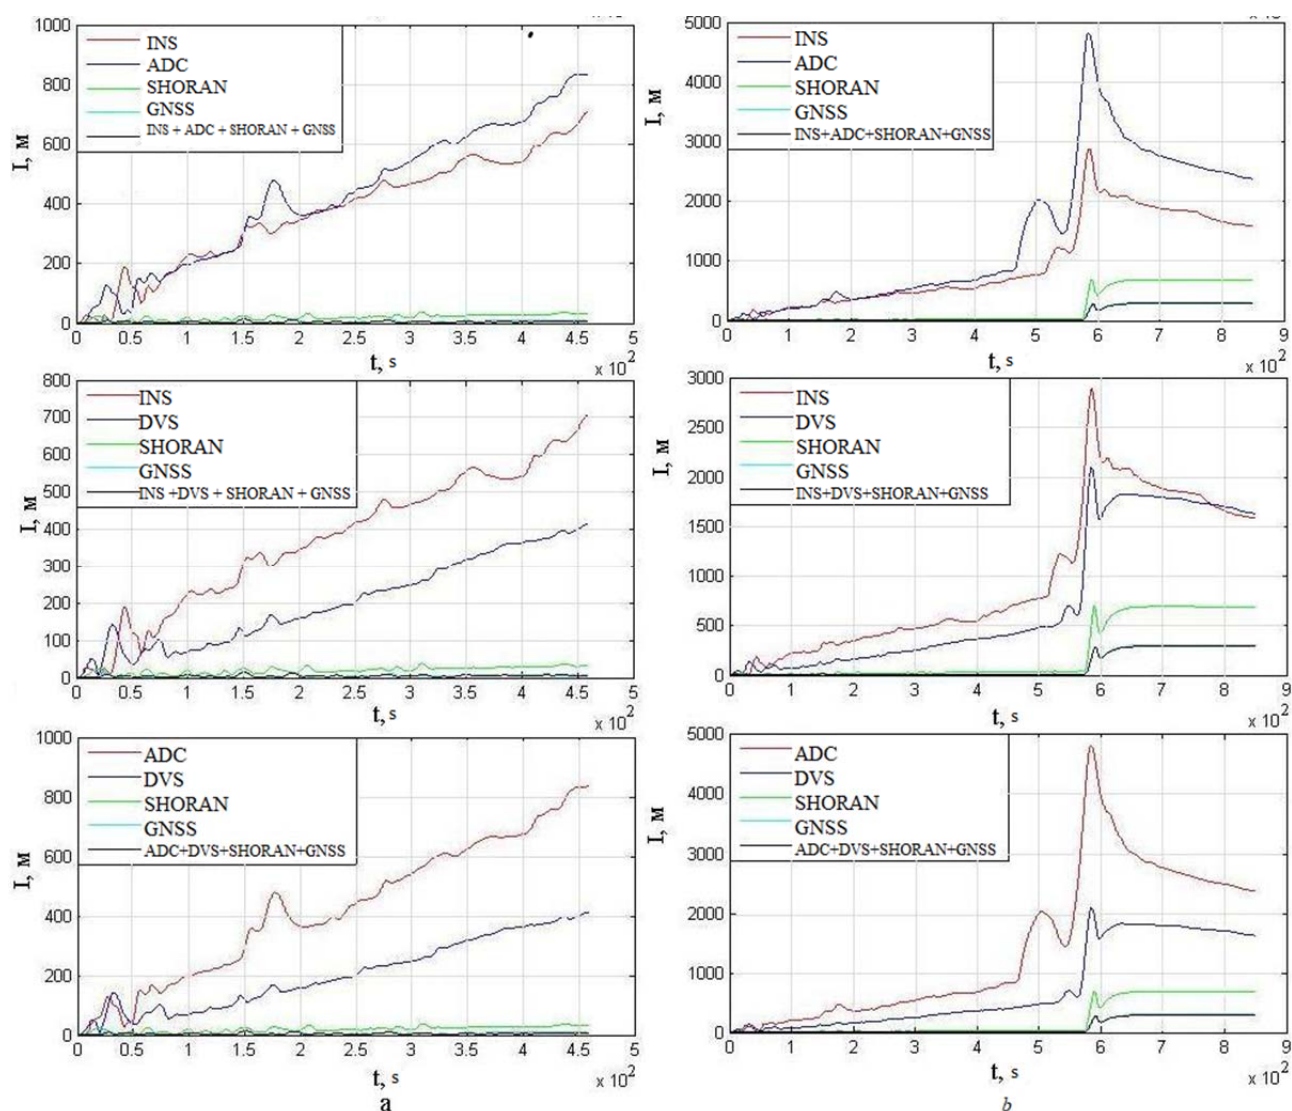 1000
800
600
400
200
0
I, м
INS
ADC
SHORAN
GNSS
INS + ADC + SHORAN + GNSS
0 0.5 1 1.5 2 2.5 3 3.5 4 4.5 5
t, s
x 10²
5000
4000
3000
2000
1000
0
I, м
INS
ADC
SHORAN
GNSS
INS+ADC+SHORAN+GNSS
0 1 2 3 4 5 6 7 8 9
t, s
x 10²
800
700
600
500
400
300
200
100
0
I, м
INS
DVS
SHORAN
GNSS
INS +DVS + SHORAN + GNSS
0 0.5 1 1.5 2 2.5 3 3.5 4 4.5 5
t, s
x 10²
3000
2500
2000
1500
1000
500
0
I, м
INS
DVS
SHORAN
GNSS
INS+DVS+SHORAN+GNSS
0 1 2 3 4 5 6 7 8 9
t, s
x 10²
1000
800
600
400
200
0
I, м
ADC
DVS
SHORAN
GNSS
ADC+DVS+SHORAN+GNSS
0 0.5 1 1.5 2 2.5 3 3.5 4 4.5 5
t, s
x 10²
a
5000
4000
3000
2000
1000
0
I, м
ADC
DVS
SHORAN
GNSS
ADC+DVS+SHORAN+GNSS
0 1 2 3 4 5 6 7 8 9
t, s
x 10²
b